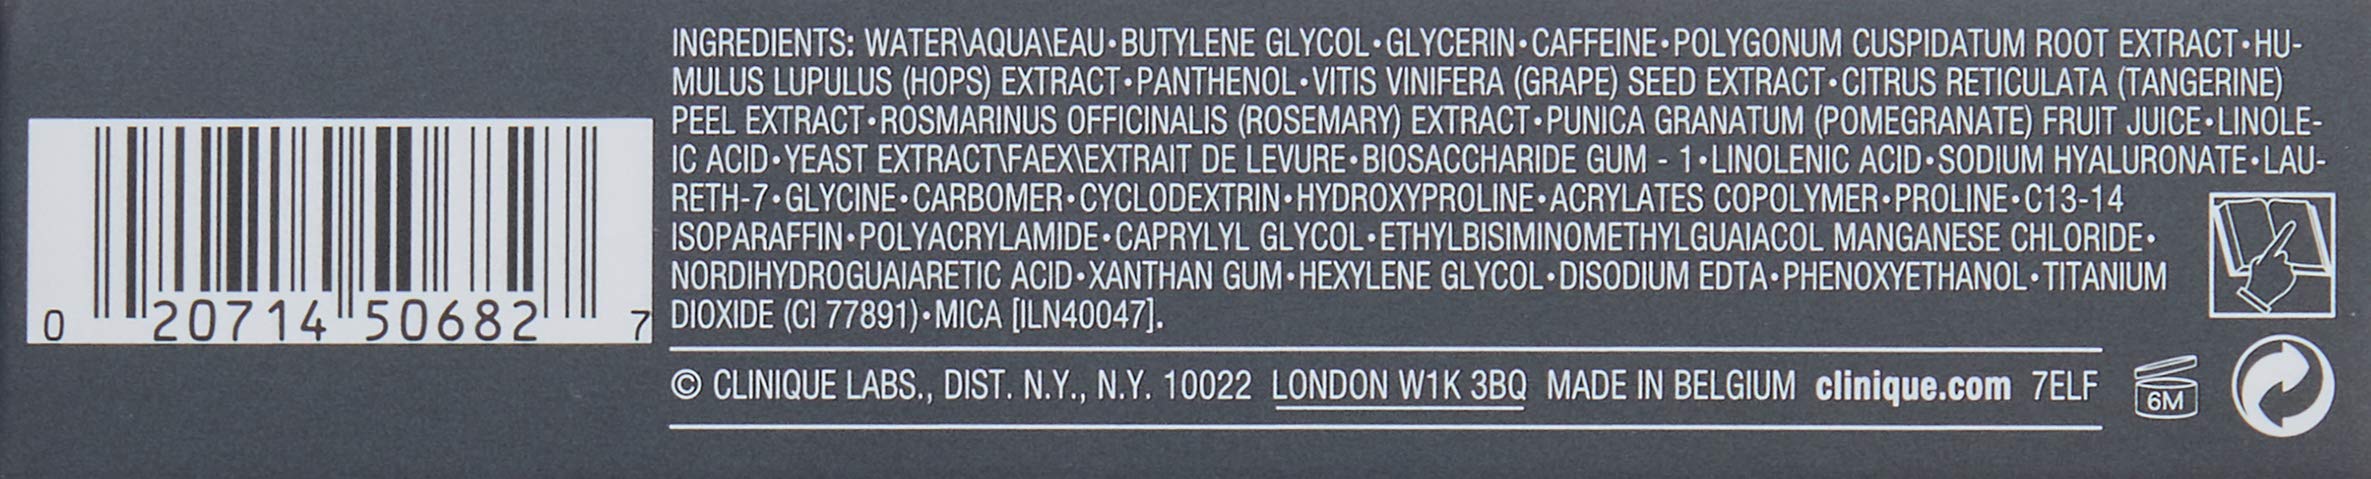 INGREDIENTS: WATER\AQUA\EAU•BUTYLENE GLYCOL•GLYCERIN•CAFFEINE•POLYGONUM CUSPIDATUM ROOT EXTRACT•HU-
MULUS LUPULUS (HOPS) EXTRACT•PANTHENOL•VITIS VINIFERA (GRAPE) SEED EXTRACT•CITRUS RETICULATA (TANGERINE)
PEEL EXTRACT•ROSMARINUS OFFICINALIS (ROSEMARY) EXTRACT•PUNICA GRANATUM (POMEGRANATE) FRUIT JUICE•LINOLE-
IC ACID•YEAST EXTRACT\FAEX\EXTRAIT DE LEVURE•BIOSACCHARIDE GUM - 1•LINOLENIC ACID•SODIUM HYALURONATE•LAU-
RETH-7•GLYCINE•CARBOMER•CYCLODEXTRIN•HYDROXYPROLINE•ACRYLATES COPOLYMER•PROLINE•C13-14
ISOPARAFFIN•POLYACRYLAMIDE•CAPRYLYL GLYCOL•ETHYLBISIMINOMETHYLGUAIACOL MANGANESE CHLORIDE•
NORDIHYDROGUAIARETIC ACID•XANTHAN GUM•HEXYLENE GLYCOL•DISODIUM EDTA•PHENOXYETHANOL•TITANIUM
DIOXIDE (CI 77891)•MICA [ILN40047].
0 20714 50682 7
© CLINIQUE LABS., DIST. N.Y., N.Y. 10022 LONDON W1K 3BQ MADE IN BELGIUM clinique.com 7ELF
6M